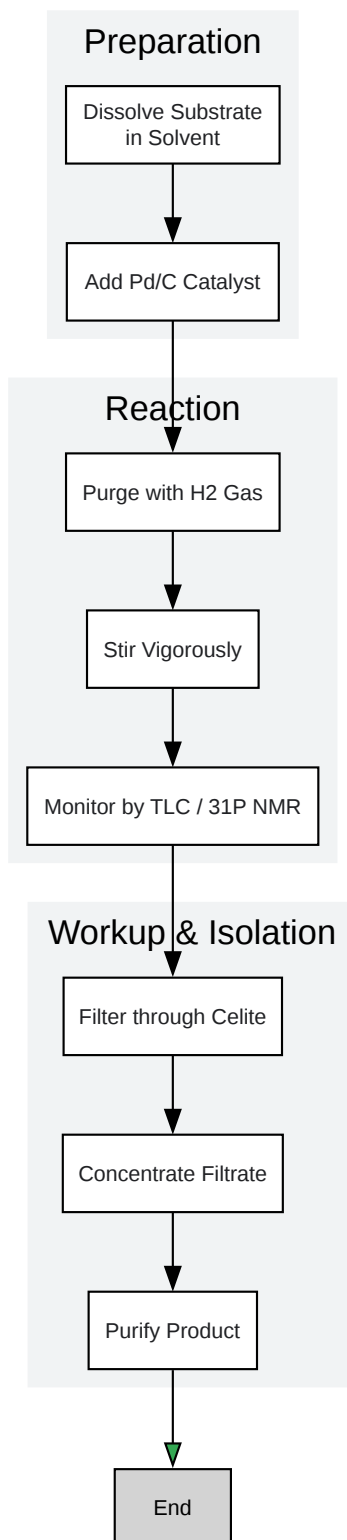 Preparation
Dissolve Substrate
in Solvent
Add Pd/C Catalyst
Reaction
Purge with H2 Gas
Stir Vigorously
Monitor by TLC / 31P NMR
Workup & Isolation
Filter through Celite
Concentrate Filtrate
Purify Product
End